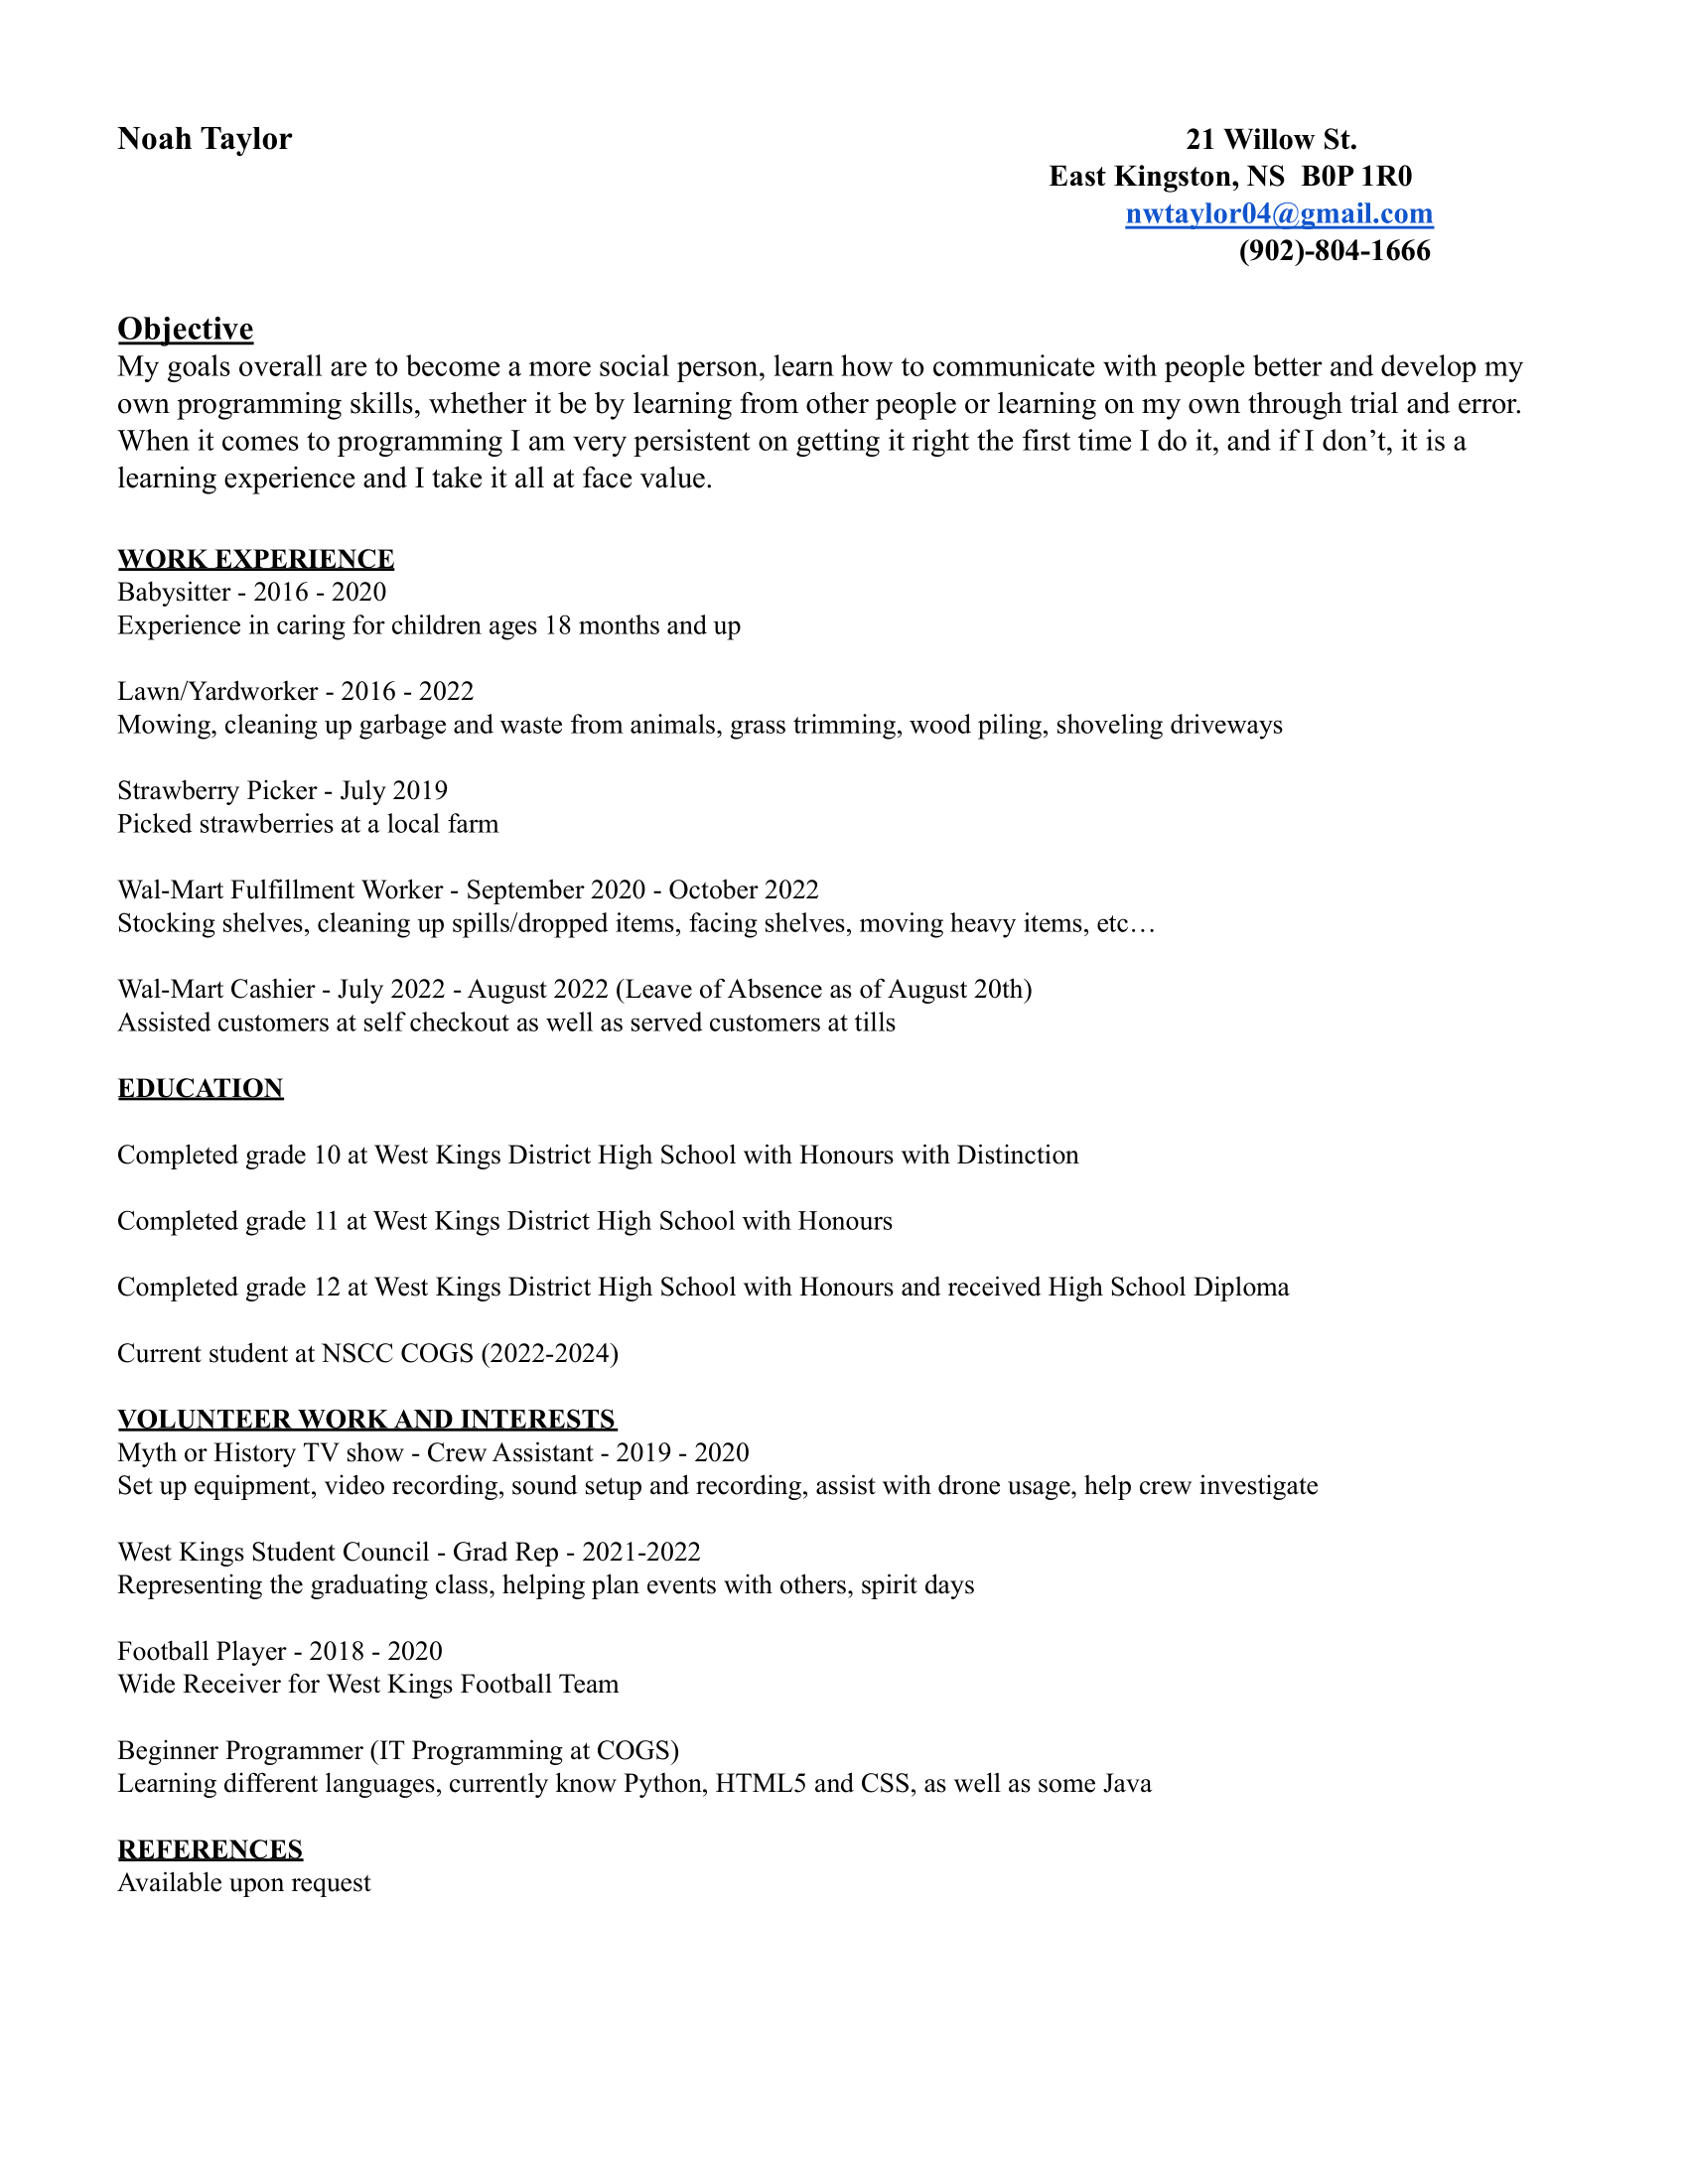 Noah Taylor 21 Willow St.
East Kingston, NS  B0P 1R0
nwtaylor04@gmail.com
(902)-804-1666
Objective
My goals overall are to become a more social person, learn how to communicate with people better and develop my
own programming skills, whether it be by learning from other people or learning on my own through trial and error.
When it comes to programming I am very persistent on getting it right the first time I do it, and if I don’t, it is a
learning experience and I take it all at face value.
WORK EXPERIENCE
Babysitter - 2016 - 2020
Experience in caring for children ages 18 months and up
Lawn/Yardworker - 2016 - 2022
Mowing, cleaning up garbage and waste from animals, grass trimming, wood piling, shoveling driveways
Strawberry Picker - July 2019
Picked strawberries at a local farm
Wal-Mart Fulfillment Worker - September 2020 - October 2022
Stocking shelves, cleaning up spills/dropped items, facing shelves, moving heavy items, etc…
Wal-Mart Cashier - July 2022 - August 2022 (Leave of Absence as of August 20th)
Assisted customers at self checkout as well as served customers at tills
EDUCATION
Completed grade 10 at West Kings District High School with Honours with Distinction
Completed grade 11 at West Kings District High School with Honours
Completed grade 12 at West Kings District High School with Honours and received High School Diploma
Current student at NSCC COGS (2022-2024)
VOLUNTEER WORK AND INTERESTS
Myth or History TV show - Crew Assistant - 2019 - 2020
Set up equipment, video recording, sound setup and recording, assist with drone usage, help crew investigate
West Kings Student Council - Grad Rep - 2021-2022
Representing the graduating class, helping plan events with others, spirit days
Football Player - 2018 - 2020
Wide Receiver for West Kings Football Team
Beginner Programmer (IT Programming at COGS)
Learning different languages, currently know Python, HTML5 and CSS, as well as some Java
REFERENCES
Available upon request